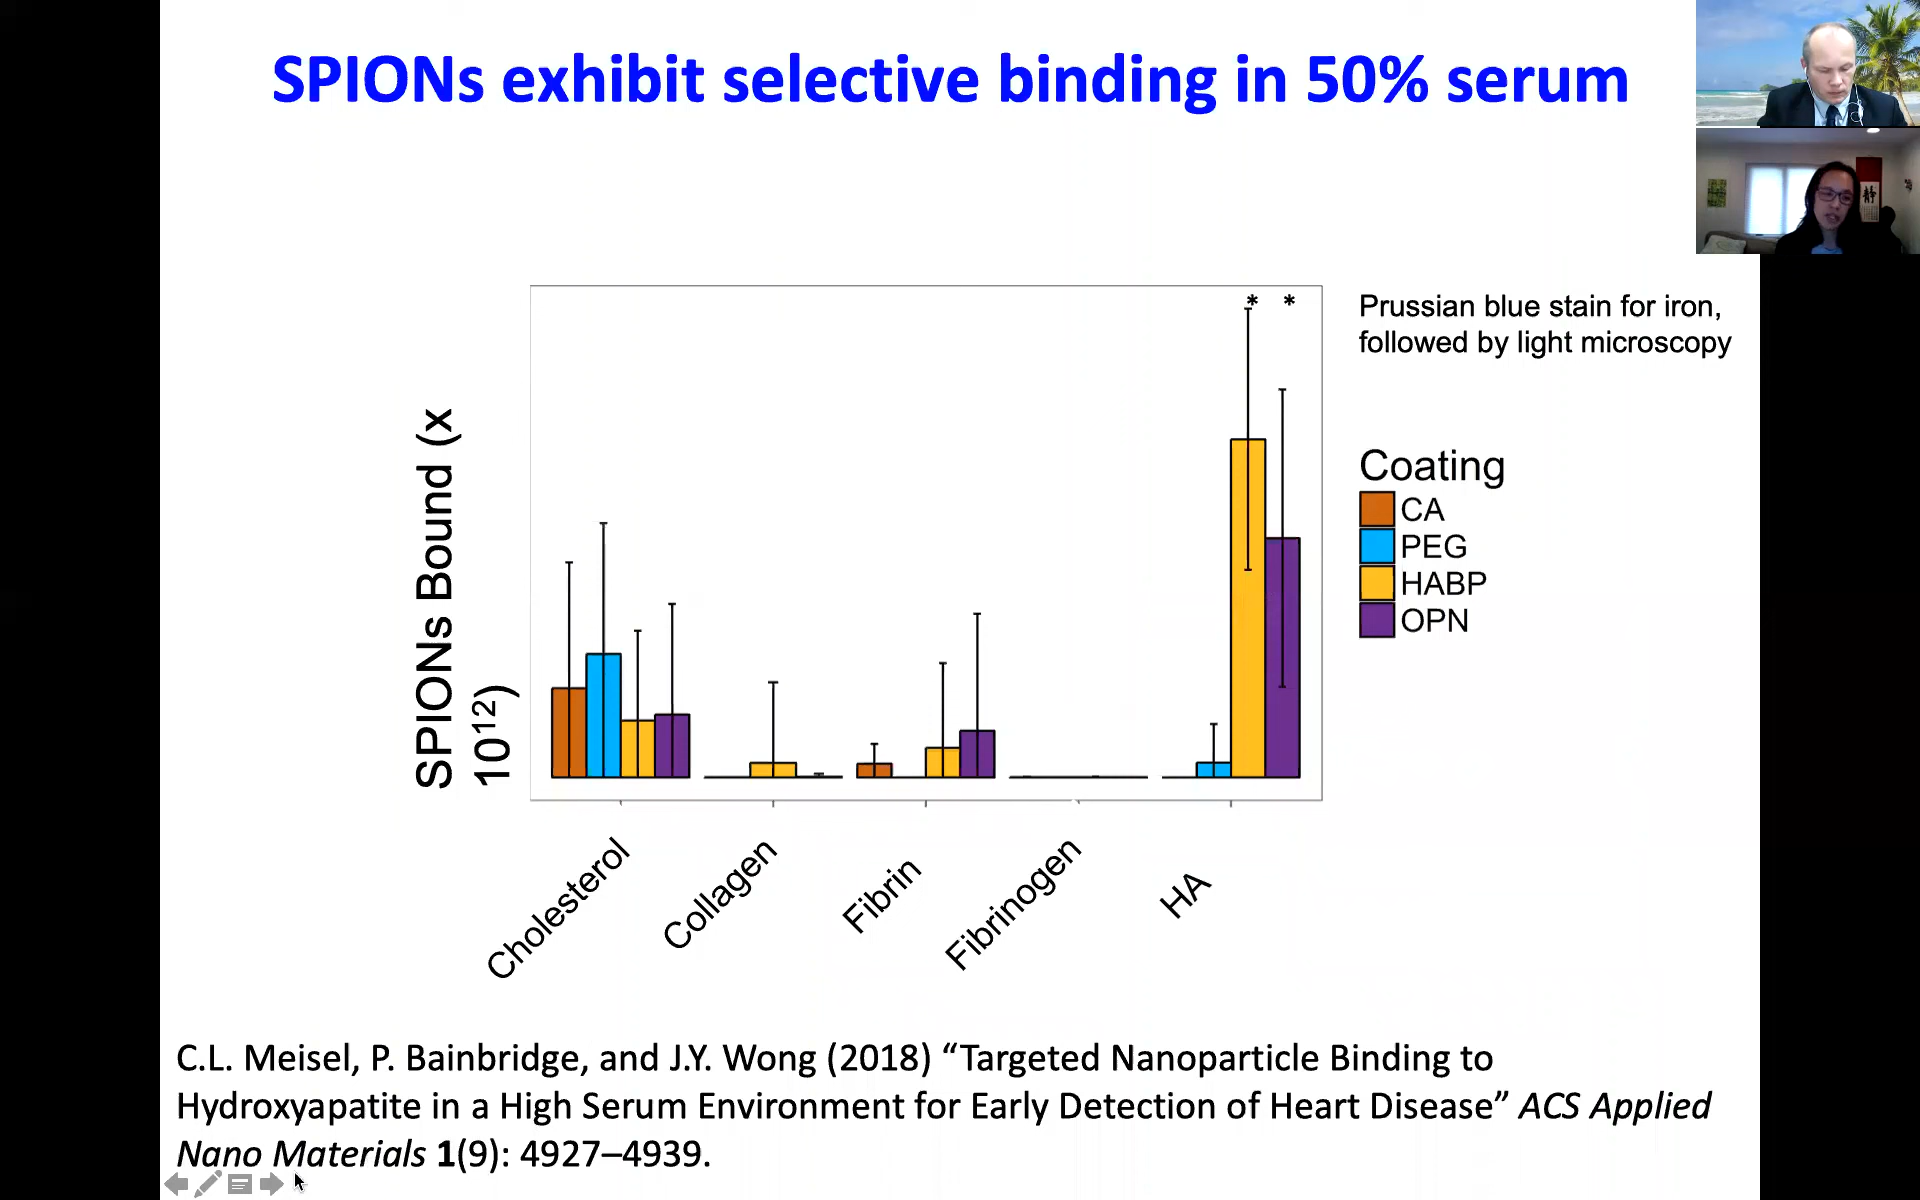 SPIONs exhibit selective binding in 50% serum
静
Prussian blue stain for iron,
followed by light microscopy
* *
SPIONs Bound (x
10¹²)
Coating
CA
PEG
HABP
OPN
Cholesterol
Collagen
Fibrin
Fibrinogen
HA
C.L. Meisel, P. Bainbridge, and J.Y. Wong (2018) “Targeted Nanoparticle Binding to
Hydroxyapatite in a High Serum Environment for Early Detection of Heart Disease” ACS Applied
Nano Materials 1(9): 4927–4939.